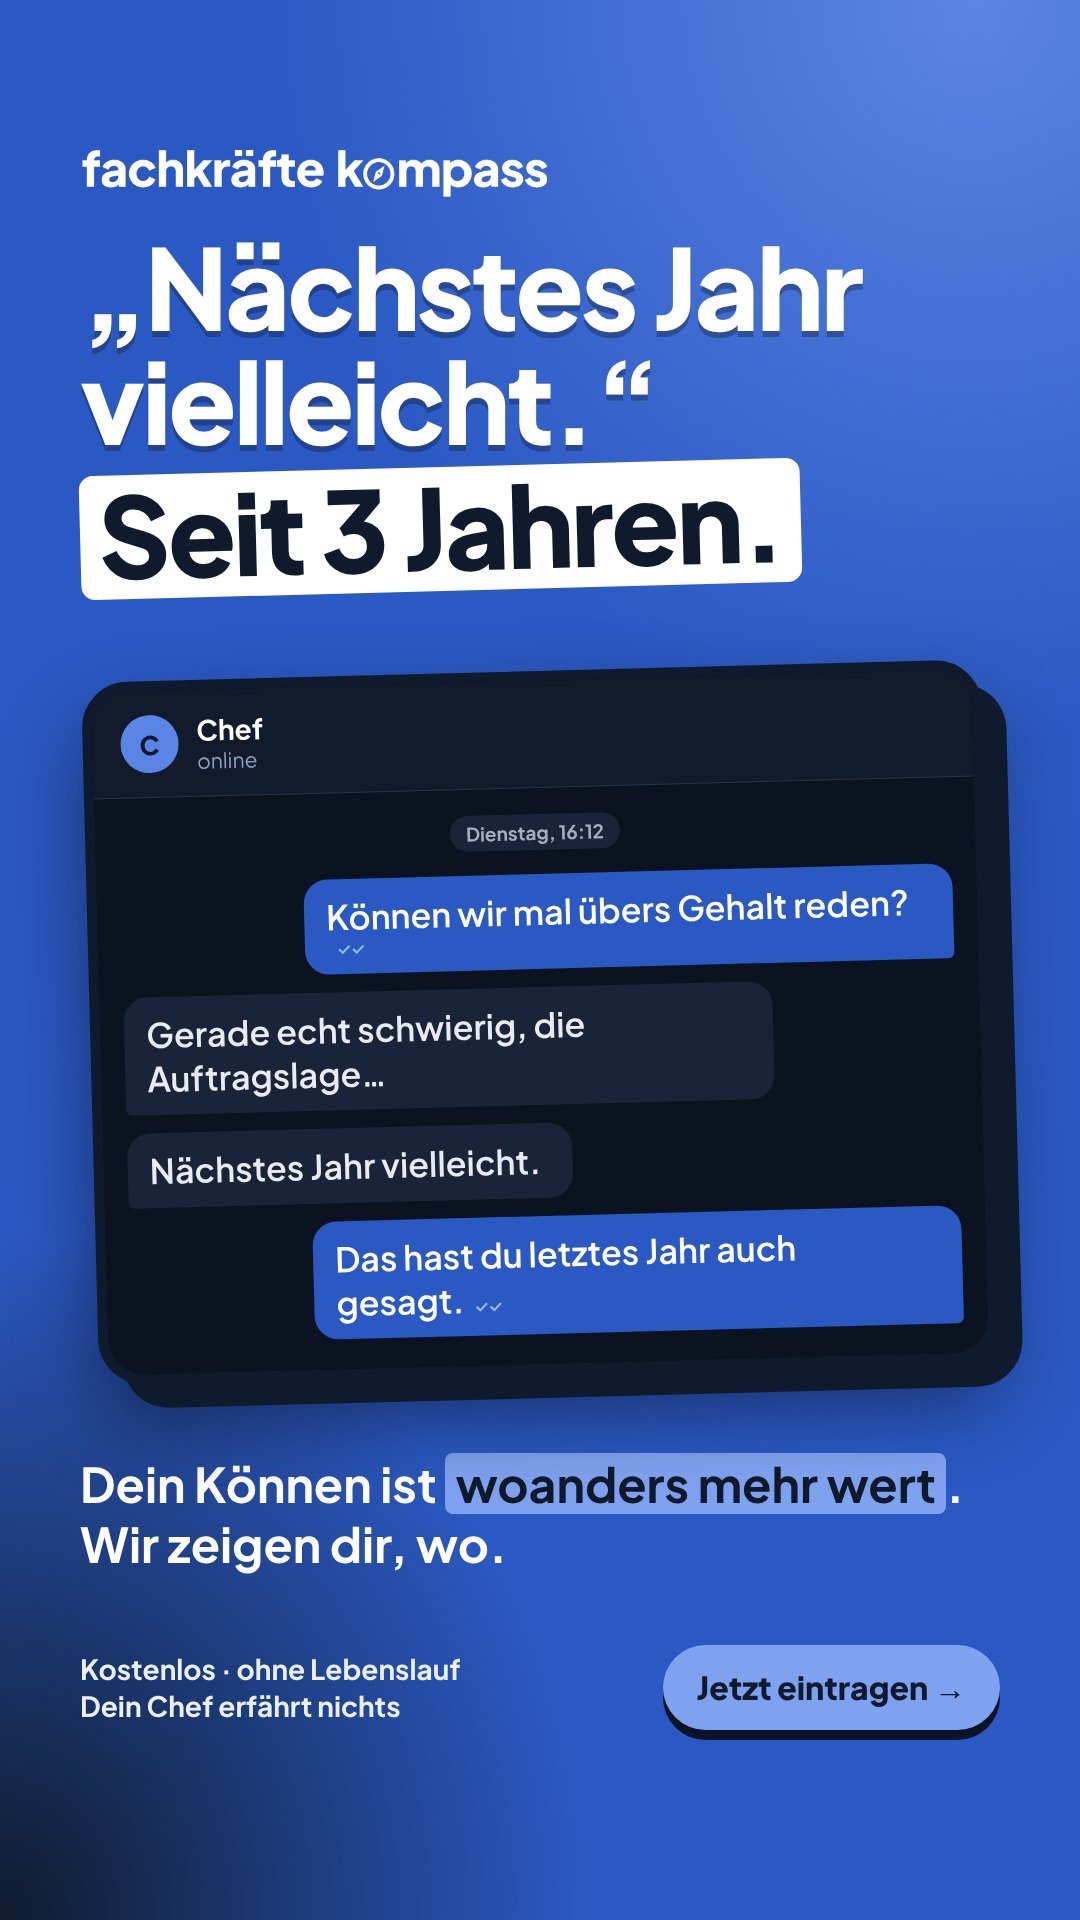 fachkräfte kompass
„Nächstes Jahr
vielleicht.“
Seit 3 Jahren.
C
Chef
online
Dienstag, 16:12
Können wir mal übers Gehalt reden?
✓✓
Gerade echt schwierig, die
Auftragslage…
Nächstes Jahr vielleicht.
Das hast du letztes Jahr auch
gesagt. ✓✓
Dein Können ist woanders mehr wert.
Wir zeigen dir, wo.
Kostenlos · ohne Lebenslauf
Dein Chef erfährt nichts
Jetzt eintragen →